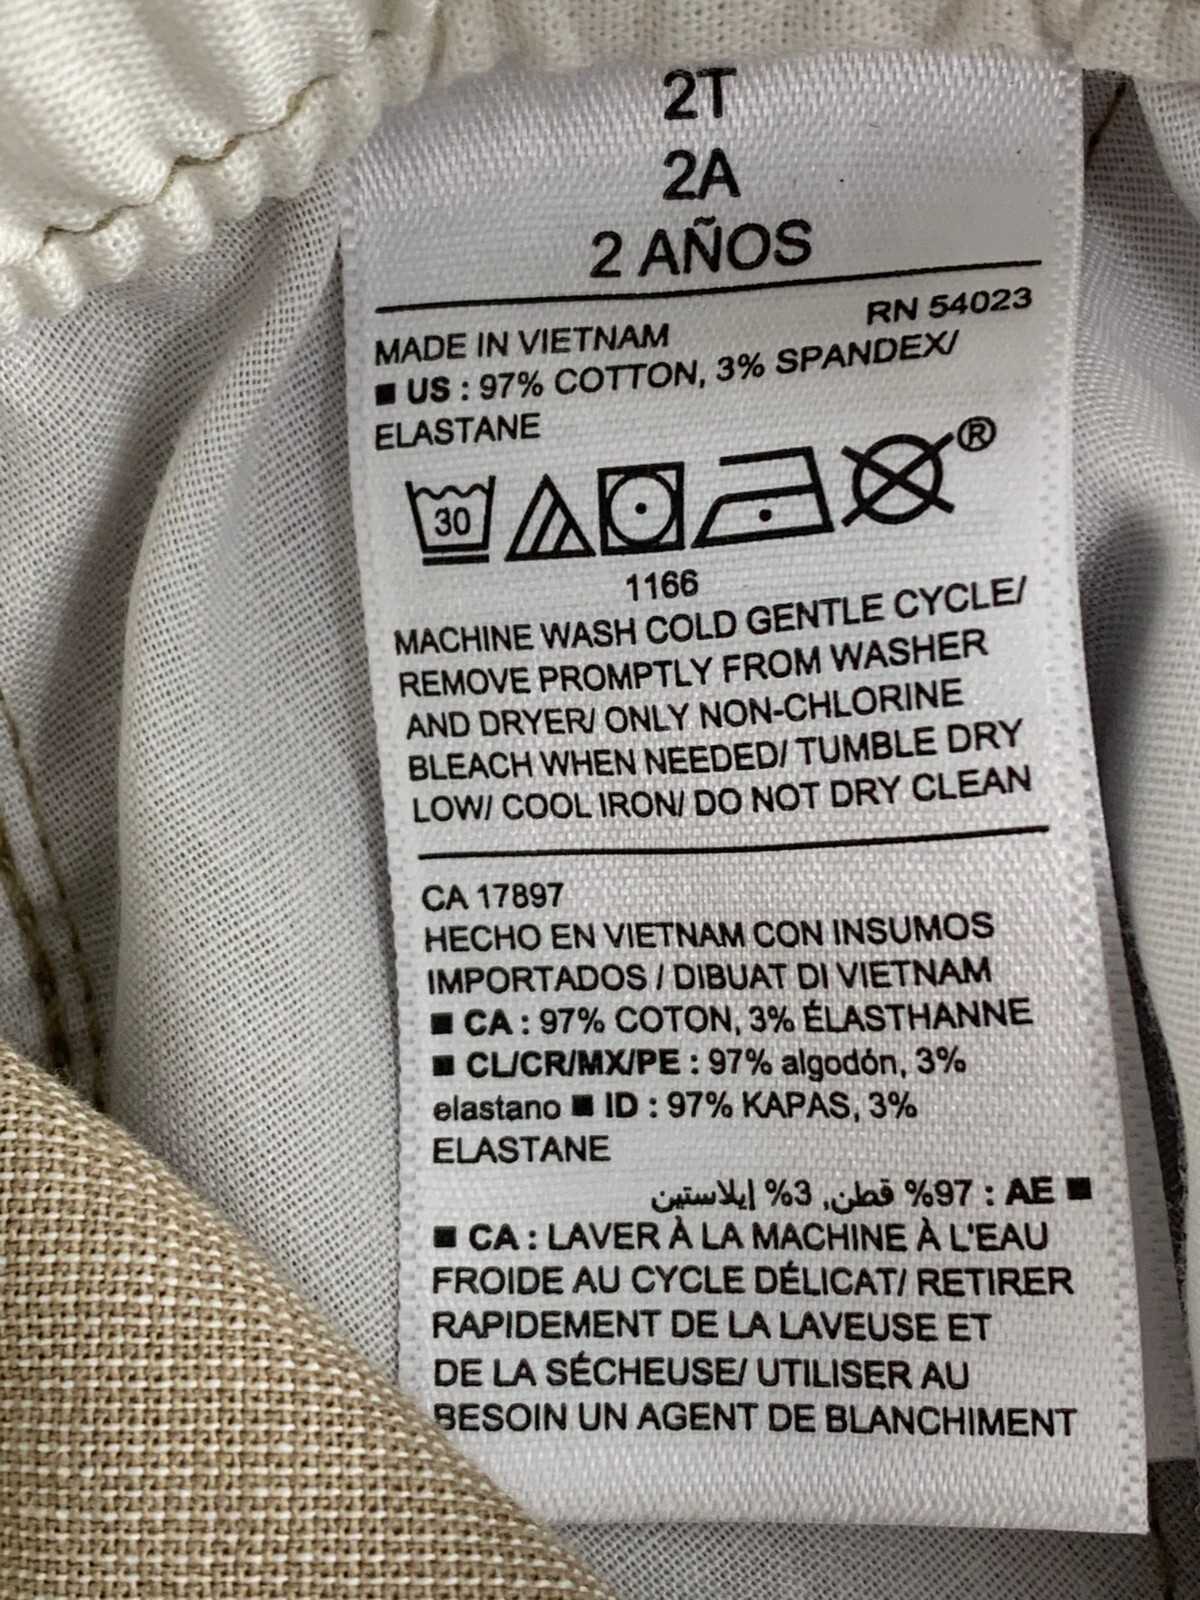 2T
2A
2 AÑOS
RN 54023
MADE IN VIETNAM
■ US : 97% COTTON, 3% SPANDEX/
ELASTANE
30
®
1166
MACHINE WASH COLD GENTLE CYCLE/
REMOVE PROMPTLY FROM WASHER
AND DRYER/ ONLY NON-CHLORINE
BLEACH WHEN NEEDED/ TUMBLE DRY
LOW/ COOL IRON/ DO NOT DRY CLEAN
CA 17897
HECHO EN VIETNAM CON INSUMOS
IMPORTADOS / DIBUAT DI VIETNAM
■ CA : 97% COTON, 3% ÉLASTHANNE
■ CL/CR/MX/PE : 97% algodón, 3%
elastano ■ ID : 97% KAPAS, 3%
ELASTANE
■ AE : %97 قطن, %3 إيلاستين
■ CA : LAVER À LA MACHINE À L'EAU
FROIDE AU CYCLE DÉLICAT/ RETIRER
RAPIDEMENT DE LA LAVEUSE ET
DE LA SÉCHEUSE/ UTILISER AU
BESOIN UN AGENT DE BLANCHIMENT